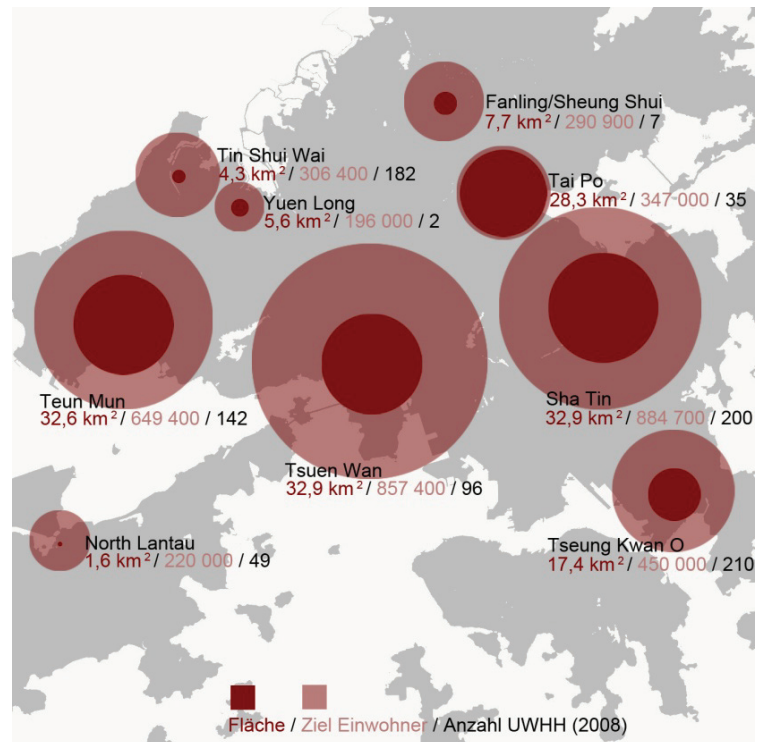 Fanling/Sheung Shui
7,7 km² / 290 900 / 7
Tin Shui Wai
4,3 km² / 306 400 / 182
Tai Po
28,3 km² / 347 000 / 35
Yuen Long
5,6 km² / 196 000 / 2
Teun Mun
32,6 km² / 649 400 / 142
Sha Tin
32,9 km² / 884 700 / 200
Tsuen Wan
32,9 km² / 857 400 / 96
North Lantau
1,6 km² / 220 000 / 49
Tseung Kwan O
17,4 km² / 450 000 / 210
Fläche / Ziel Einwohner / Anzahl UWHH (2008)